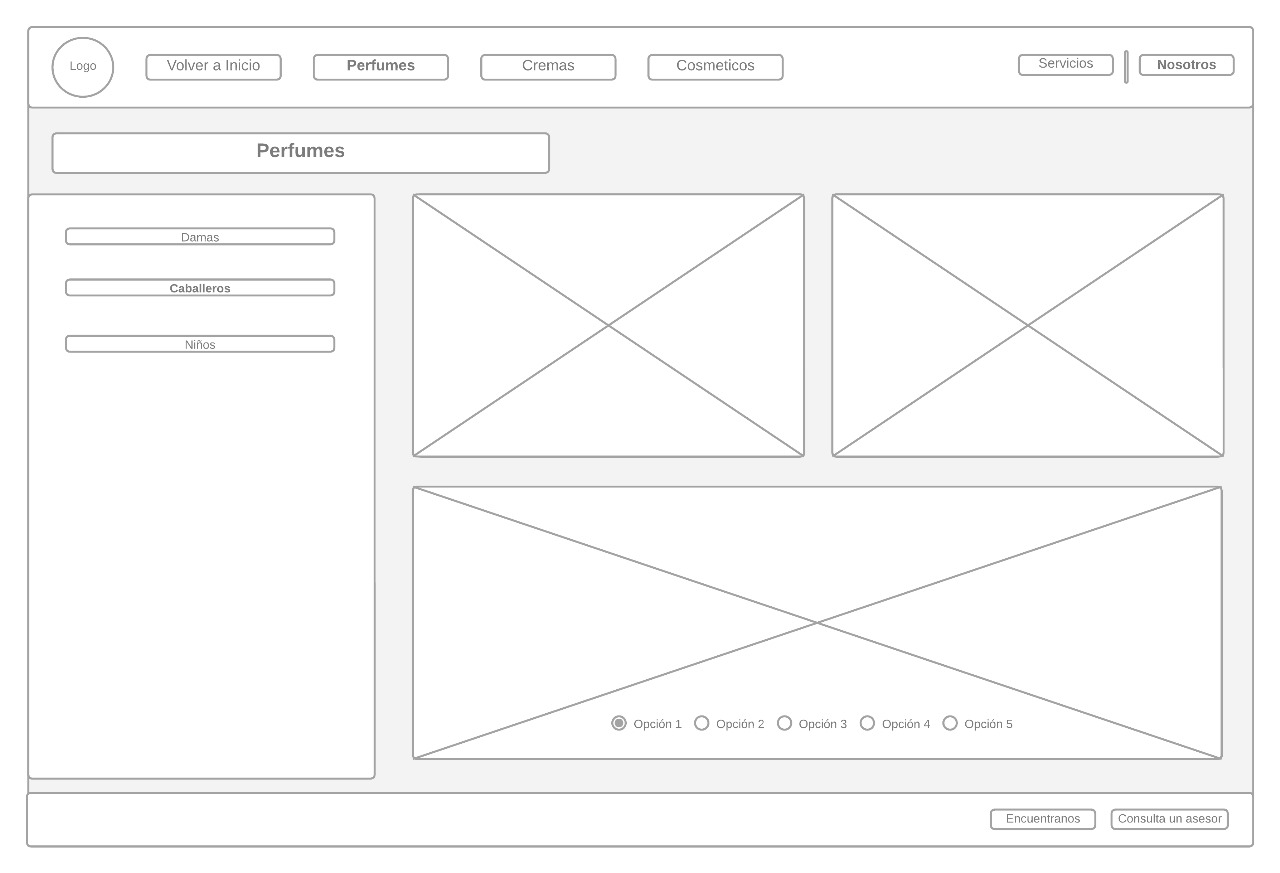 Logo
Volver a Inicio
Perfumes
Cremas
Cosmeticos
Servicios
Nosotros
Perfumes
Damas
Caballeros
Niños
Opción 1
Opción 2
Opción 3
Opción 4
Opción 5
Encuentranos
Consulta un asesor